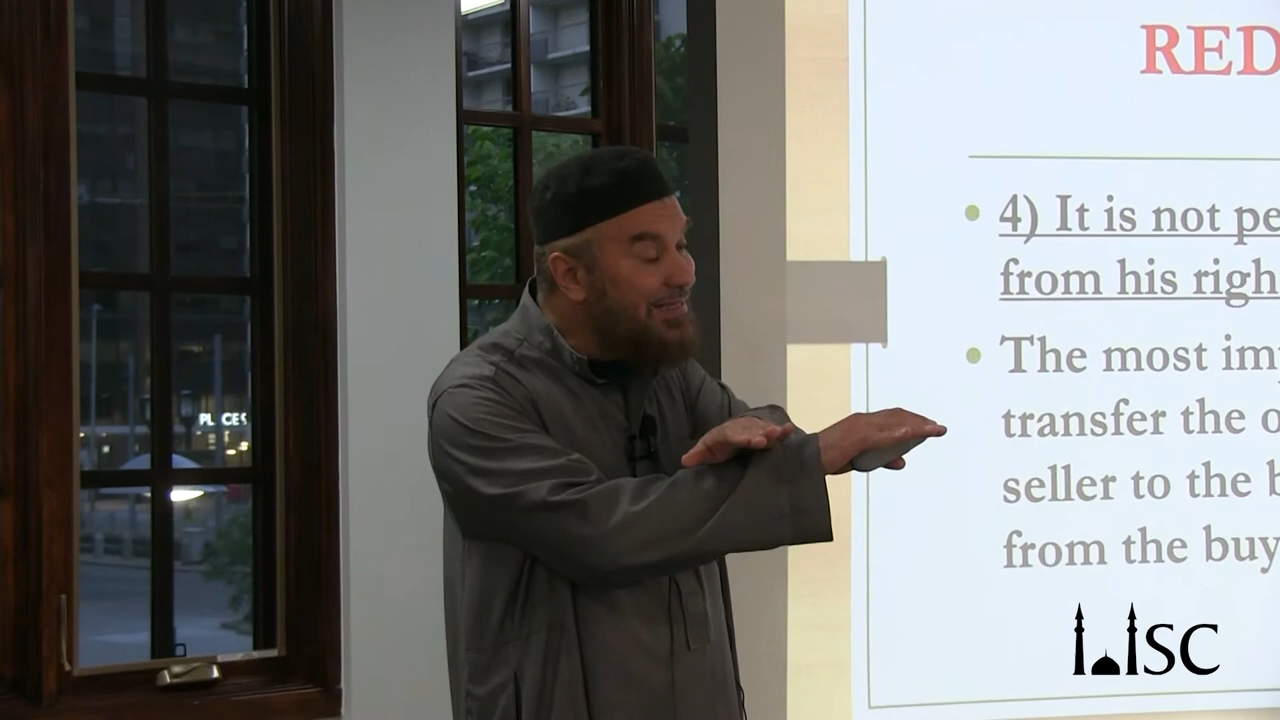 RED
4) It is not pe
from his righ
The most im
transfer the o
seller to the b
from the buy
PLACES
ISC